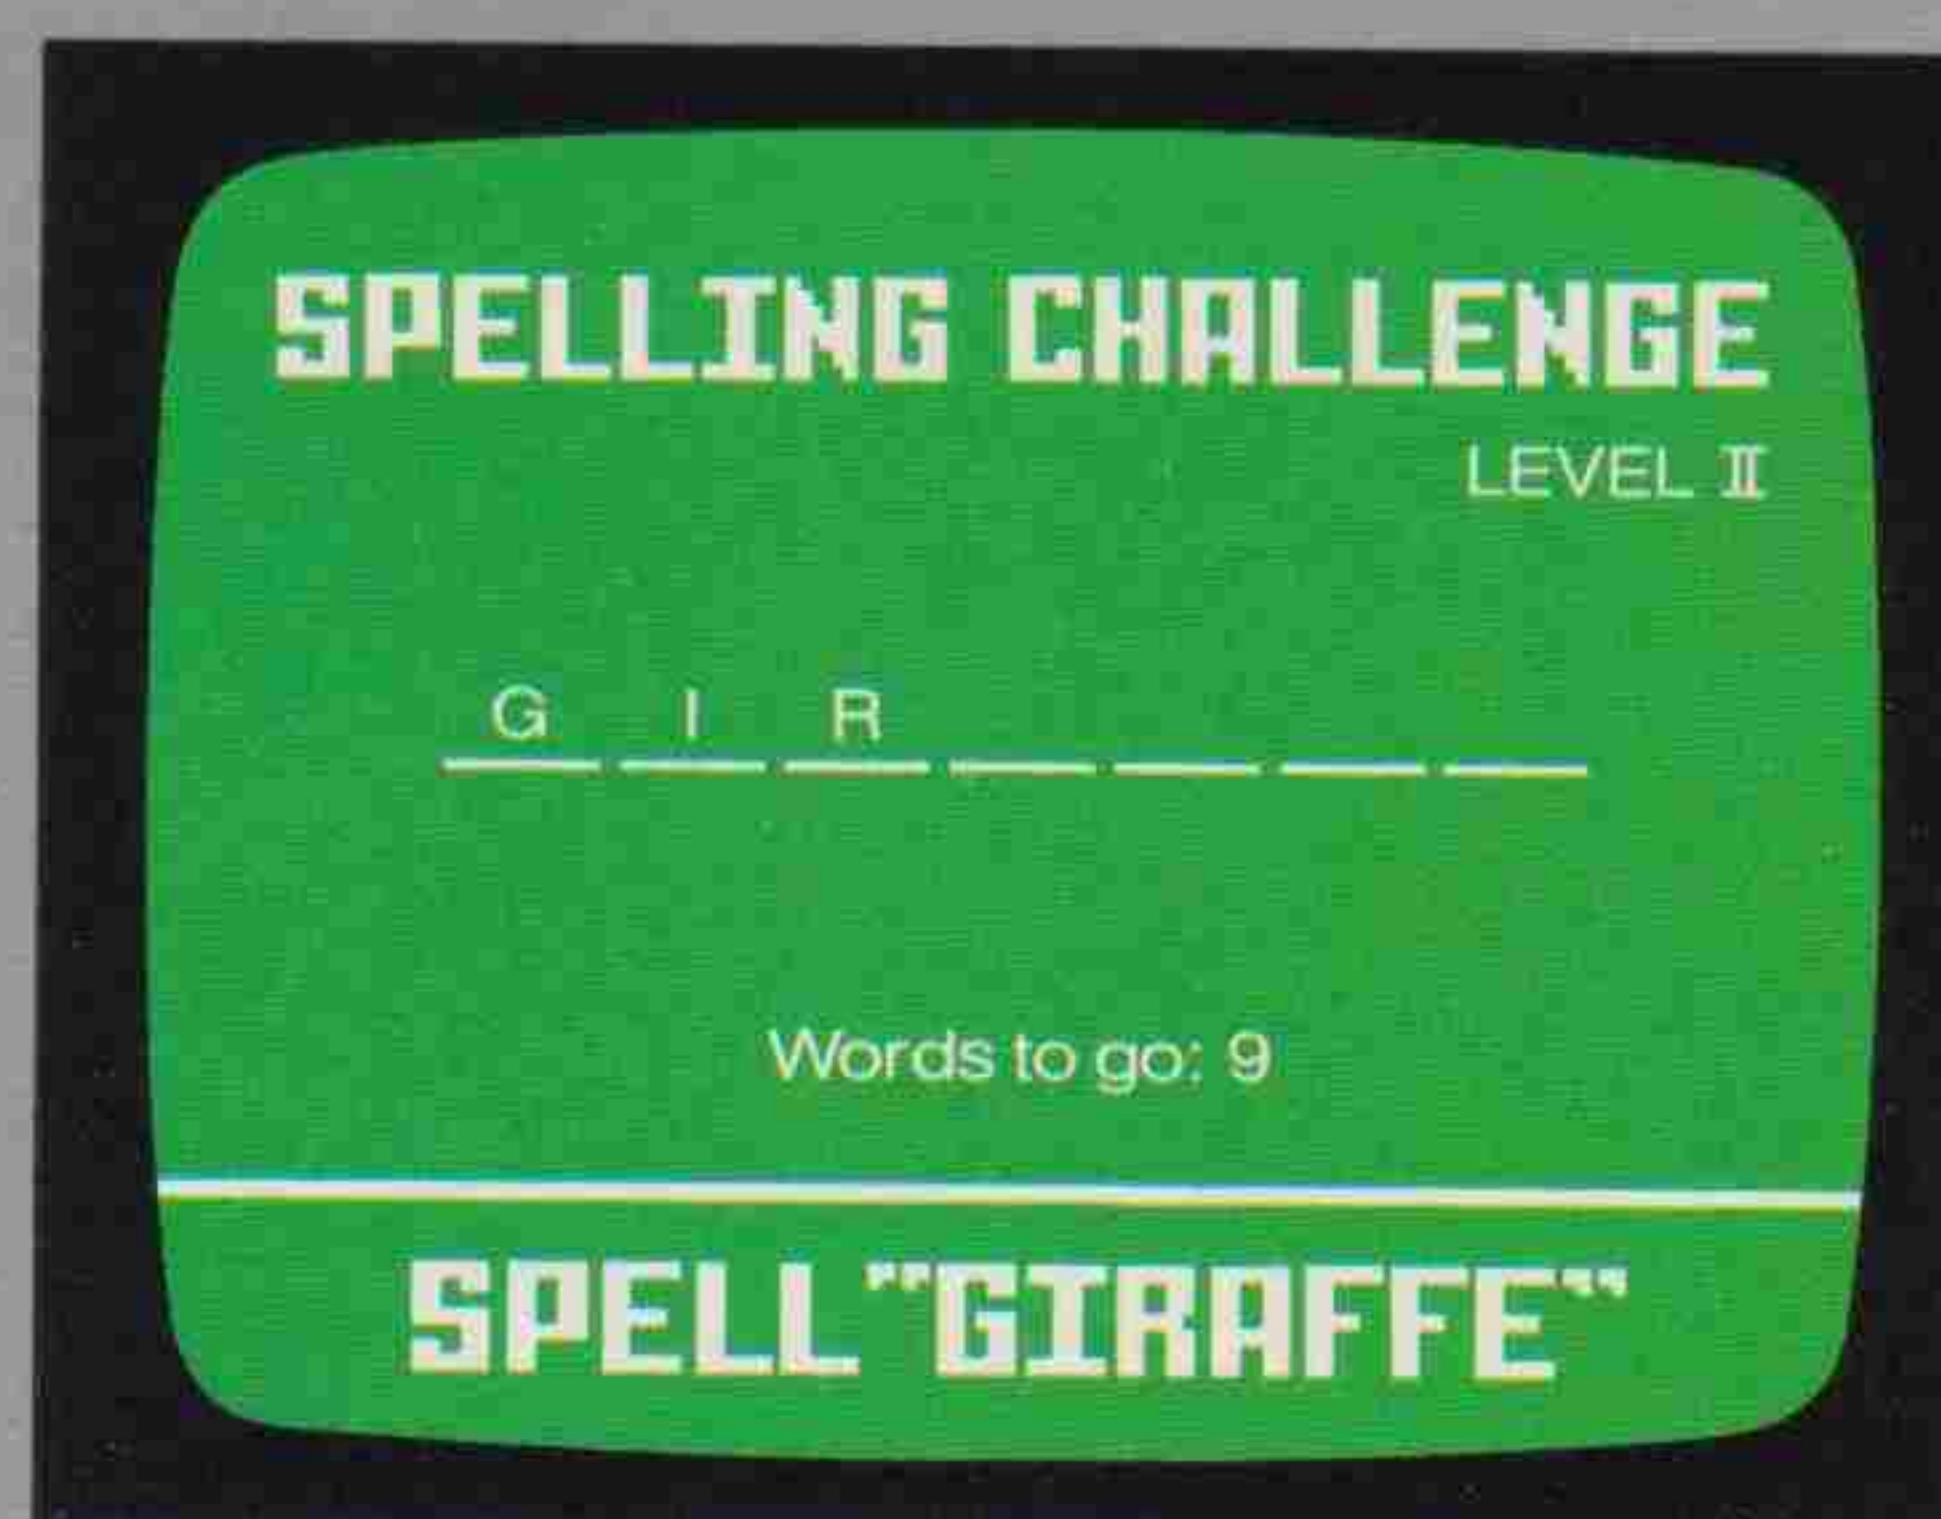 SPELLING CHALLENGE
LEVEL II
G I R _ _ _ _
Words to go: 9
SPELL "GIRAFFE"